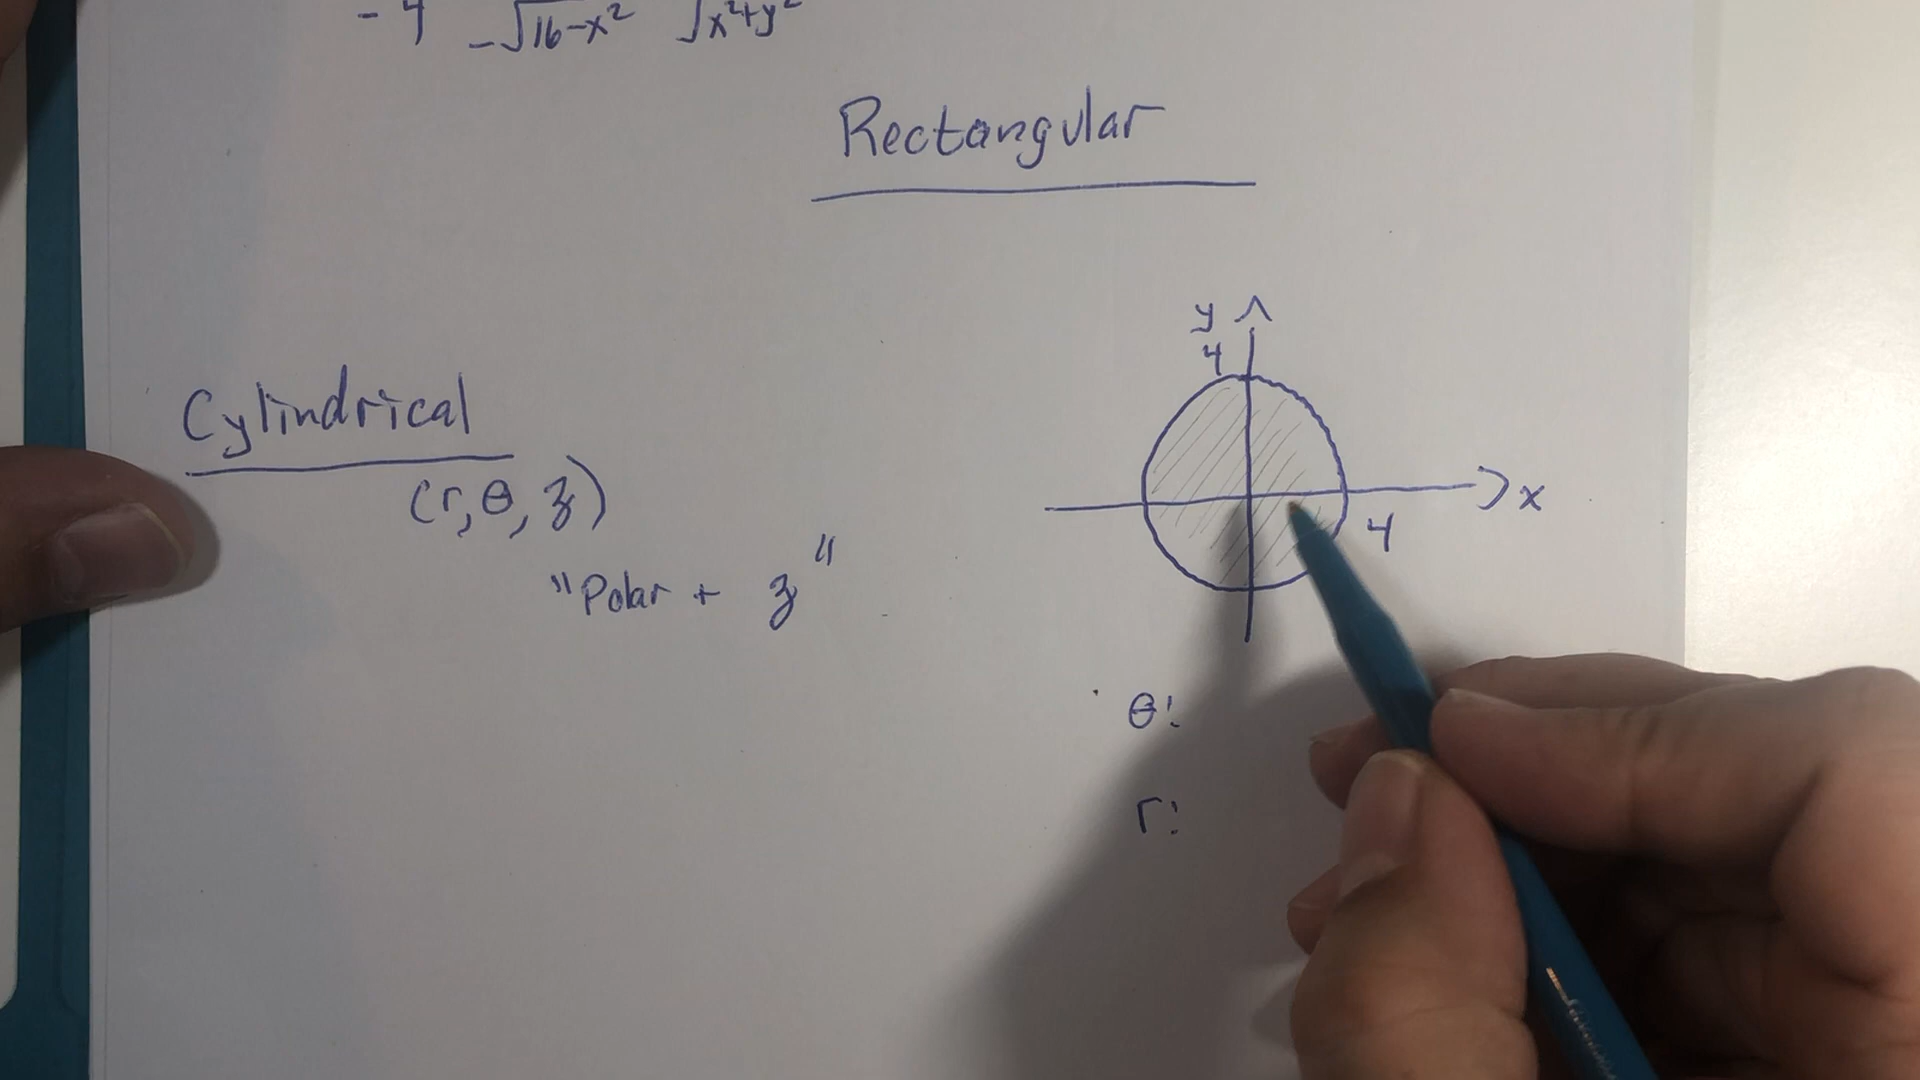 -4 -√16-x² √x²+y²
Rectangular
y
4
Cylindrical
x
(r, θ, z)
4
"Polar + z"
θ:
r: